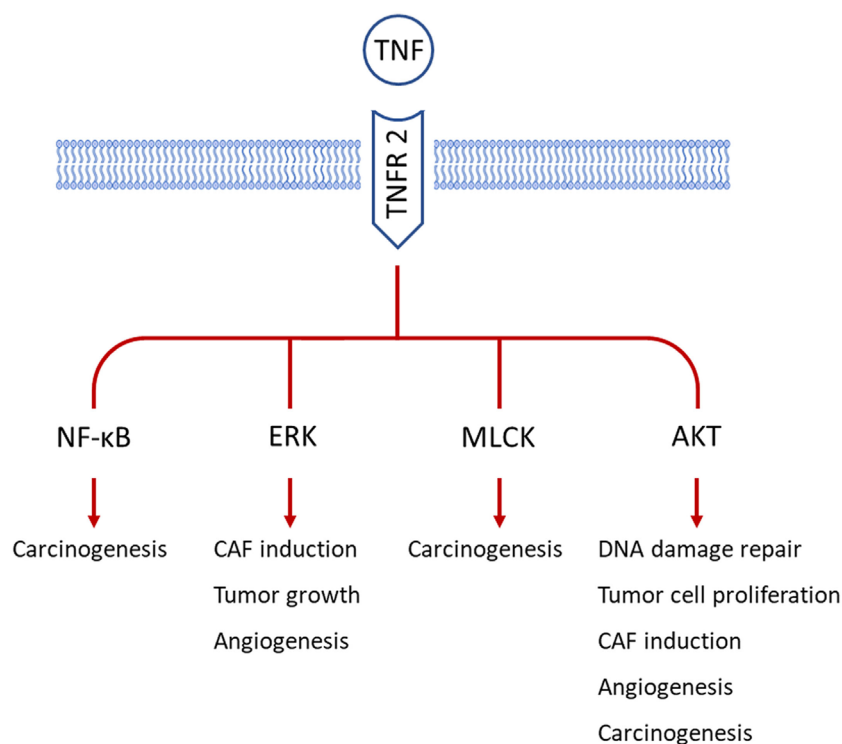 TNF
TNFR 2
NF-κB
ERK
MLCK
AKT
Carcinogenesis
CAF induction
Tumor growth
Angiogenesis
Carcinogenesis
DNA damage repair
Tumor cell proliferation
CAF induction
Angiogenesis
Carcinogenesis